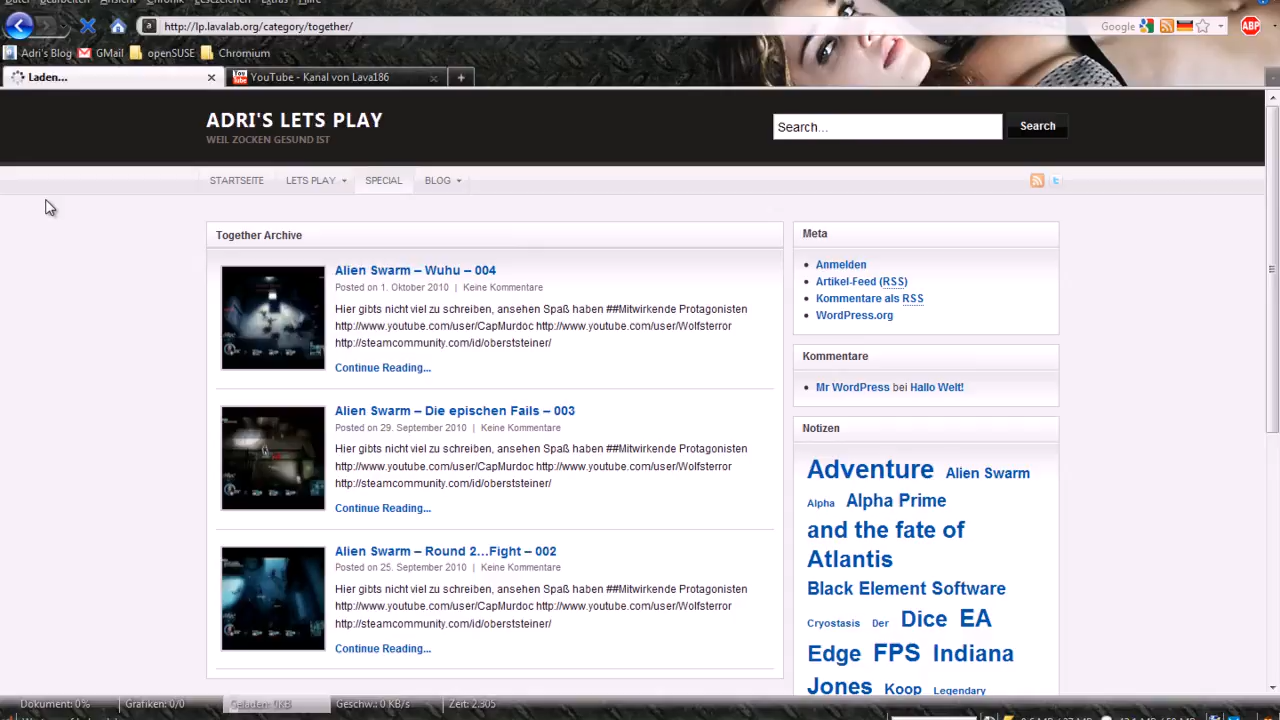 Datei Bearbeiten Ansicht Chronik Lesezeichen Extras Hilfe
http://lp.lavalab.org/category/together/
Google
ABP
Adri's Blog GMail openSUSE Chromium
Laden...
YouTube - Kanal von Lava186
ADRI'S LETS PLAY
WEIL ZOCKEN GESUND IST
Search...
Search
STARTSEITE LETS PLAY SPECIAL BLOG
Together Archive
Alien Swarm – Wuhu – 004
Posted on 1. Oktober 2010 | Keine Kommentare
Hier gibts nicht viel zu schreiben, ansehen Spaß haben ##Mitwirkende Protagonisten
http://www.youtube.com/user/CapMurdoc http://www.youtube.com/user/Wolfsterror
http://steamcommunity.com/id/oberststeiner/
Continue Reading...
Alien Swarm – Die epischen Fails – 003
Posted on 29. September 2010 | Keine Kommentare
Hier gibts nicht viel zu schreiben, ansehen Spaß haben ##Mitwirkende Protagonisten
http://www.youtube.com/user/CapMurdoc http://www.youtube.com/user/Wolfsterror
http://steamcommunity.com/id/oberststeiner/
Continue Reading...
Alien Swarm – Round 2...Fight – 002
Posted on 25. September 2010 | Keine Kommentare
Hier gibts nicht viel zu schreiben, ansehen Spaß haben ##Mitwirkende Protagonisten
http://www.youtube.com/user/CapMurdoc http://www.youtube.com/user/Wolfsterror
http://steamcommunity.com/id/oberststeiner/
Continue Reading...
Meta
Anmelden
Artikel-Feed (RSS)
Kommentare als RSS
WordPress.org
Kommentare
Mr WordPress bei Hallo Welt!
Notizen
Adventure Alien Swarm
Alpha Alpha Prime
and the fate of
Atlantis
Black Element Software
Cryostasis Der Dice EA
Edge FPS Indiana
Jones Koop Legendary
Dokument: 0% Grafiken: 0/0 Geladen: 0KB Geschw.: 0 KB/s Zeit: 2.305